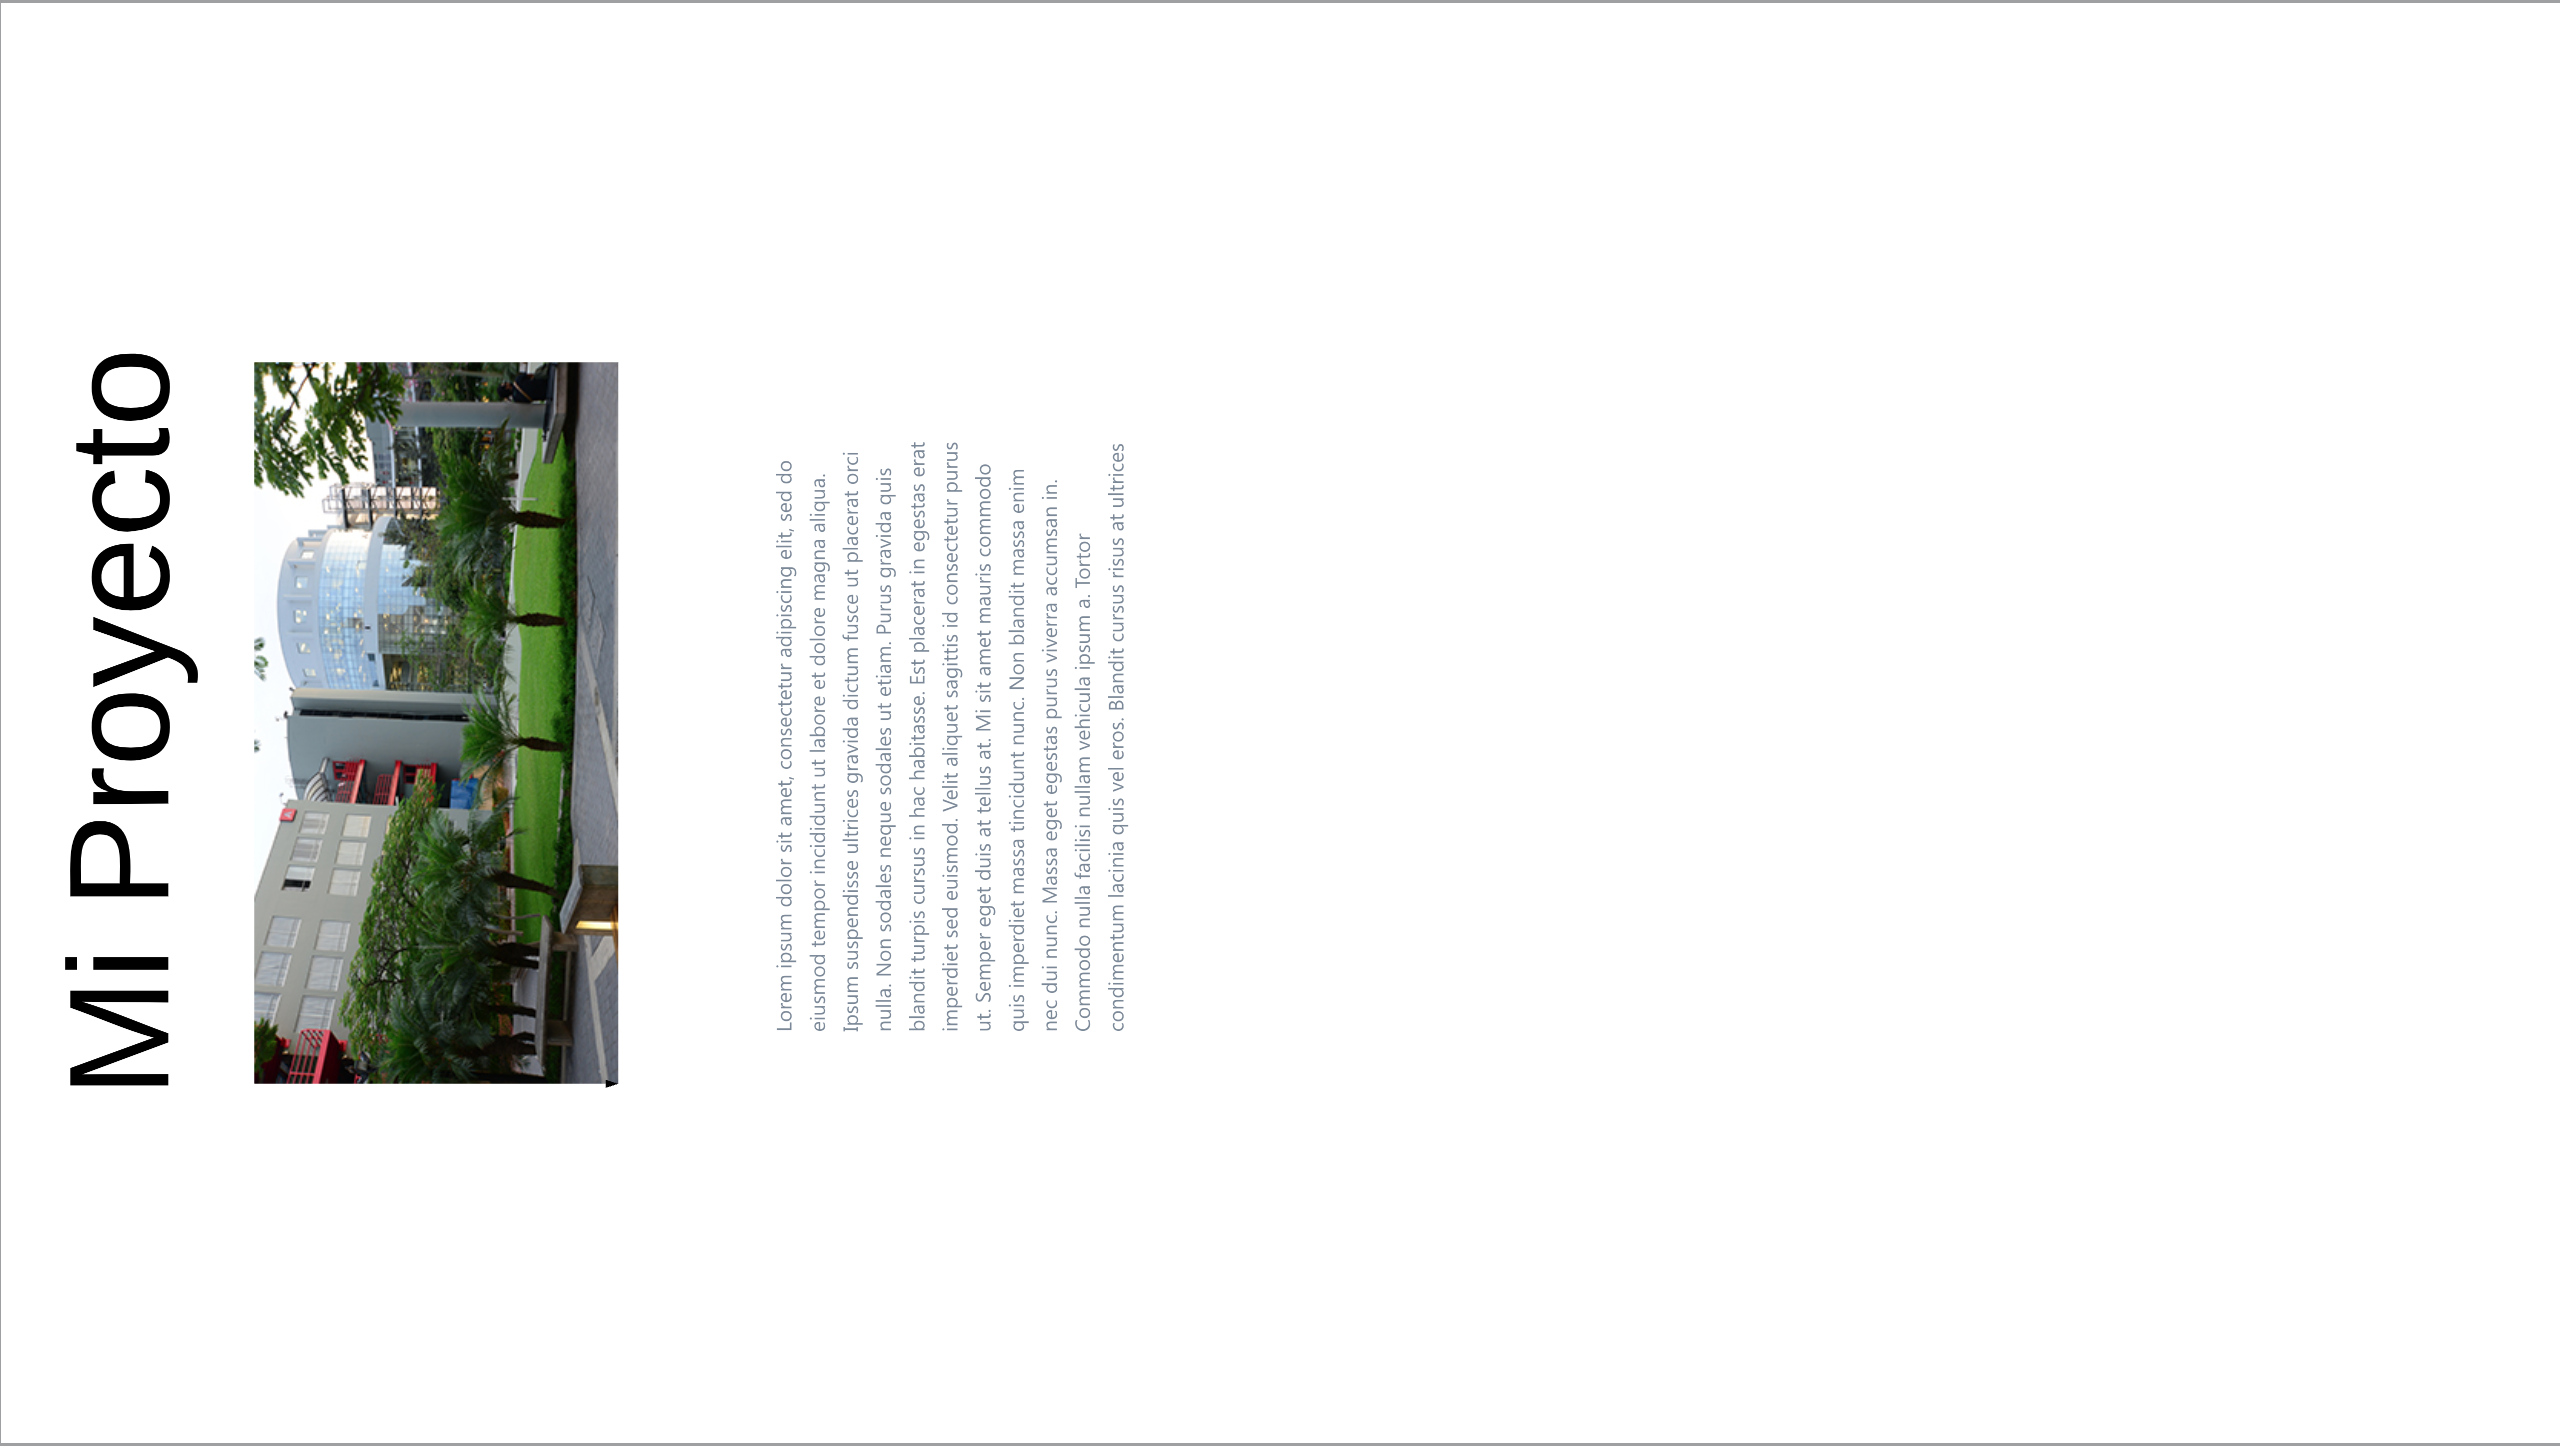 Mi Proyecto
Lorem ipsum dolor sit amet, consectetur adipiscing elit, sed do
eiusmod tempor incididunt ut labore et dolore magna aliqua.
Ipsum suspendisse ultrices gravida dictum fusce ut placerat orci
nulla. Non sodales neque sodales ut etiam. Purus gravida quis
blandit turpis cursus in hac habitasse. Est placerat in egestas erat
imperdiet sed euismod. Velit aliquet sagittis id consectetur purus
ut. Semper eget duis at tellus at. Mi sit amet mauris commodo
quis imperdiet massa tincidunt nunc. Non blandit massa enim
nec dui nunc. Massa eget egestas purus viverra accumsan in.
Commodo nulla facilisi nullam vehicula ipsum a. Tortor
condimentum lacinia quis vel eros. Blandit cursus risus at ultrices